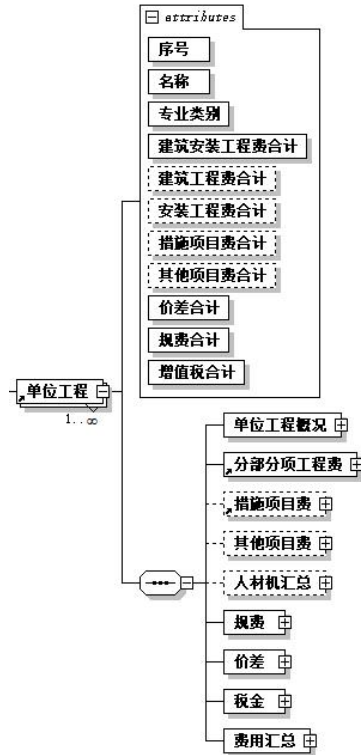 attributes
序号
名称
专业类别
建筑安装工程费合计
建筑工程费合计
安装工程费合计
措施项目费合计
其他项目费合计
价差合计
规费合计
增值税合计
单位工程
1..∞
单位工程概况
分部分项工程费
措施项目费
其他项目费
人材机汇总
规费
价差
税金
费用汇总